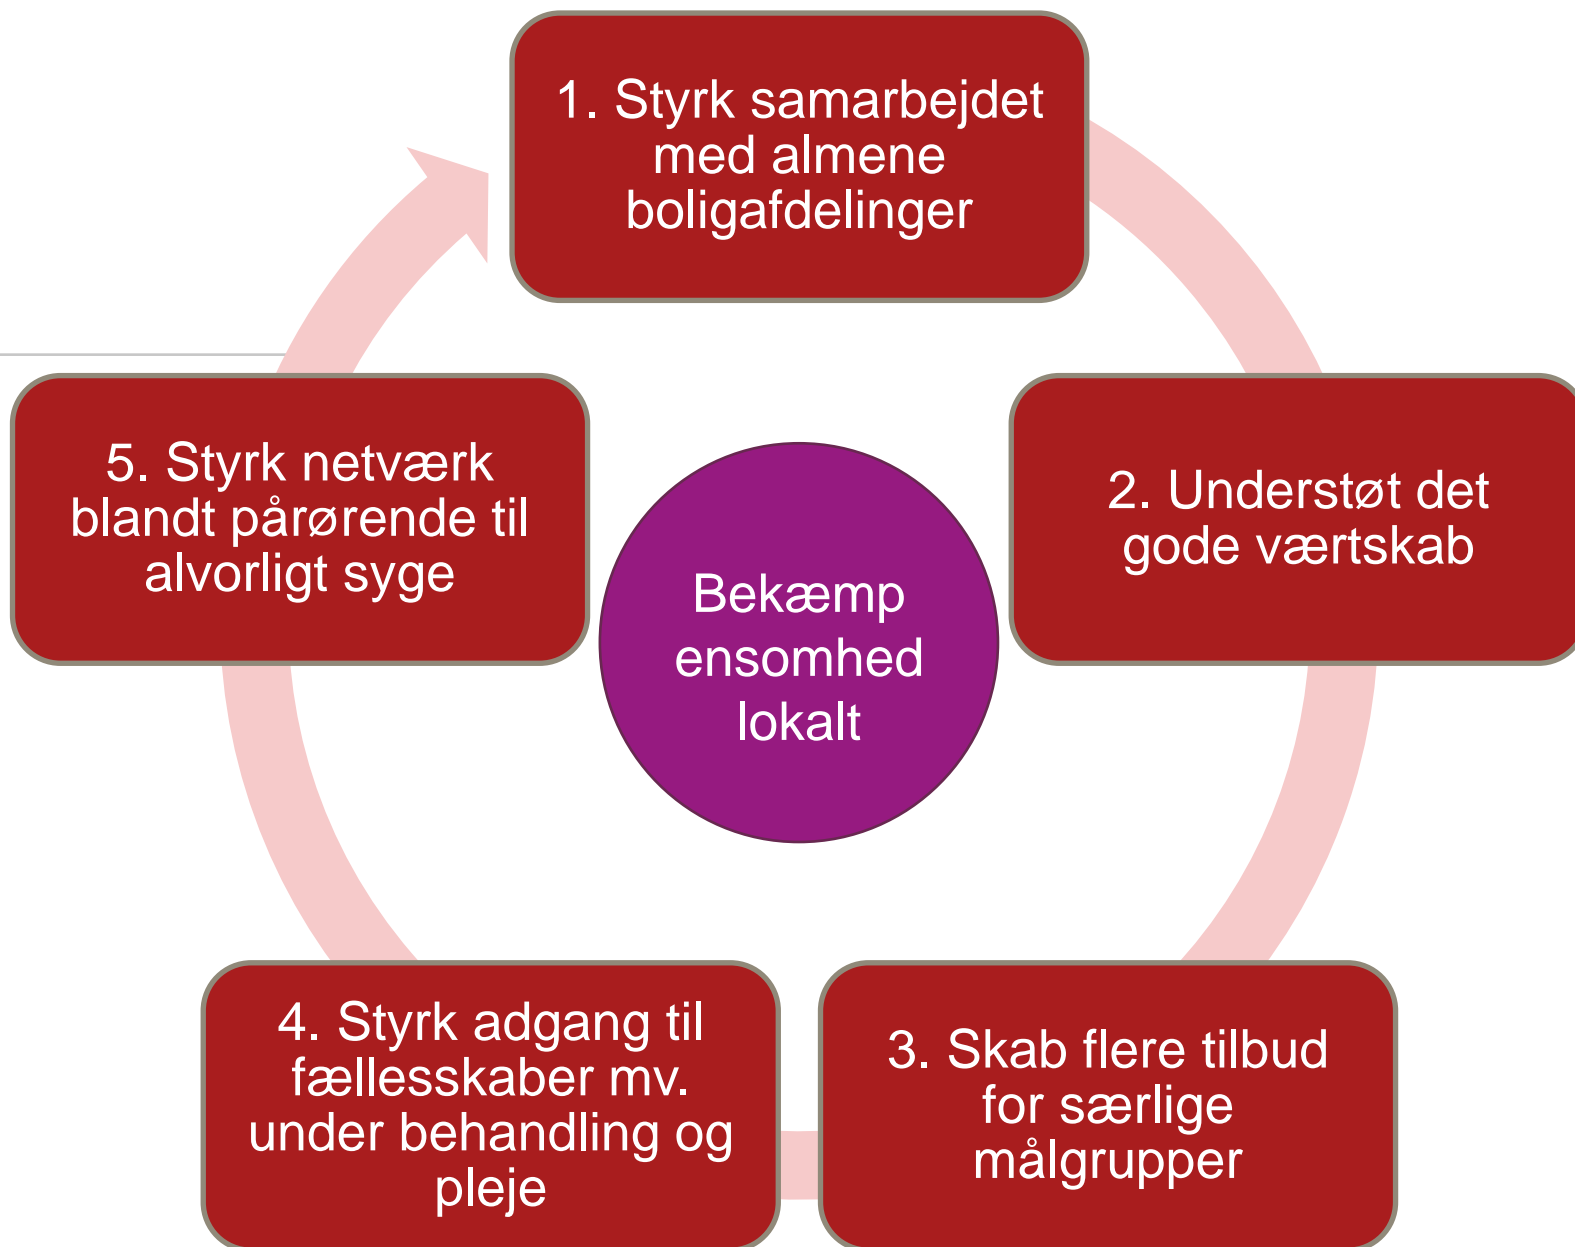 1. Styrk samarbejdet
med almene
boligafdelinger
2. Understøt det
gode værtskab
3. Skab flere tilbud
for særlige
målgrupper
4. Styrk adgang til
fællesskaber mv.
under behandling og
pleje
5. Styrk netværk
blandt pårørende til
alvorligt syge
Bekæmp
ensomhed
lokalt